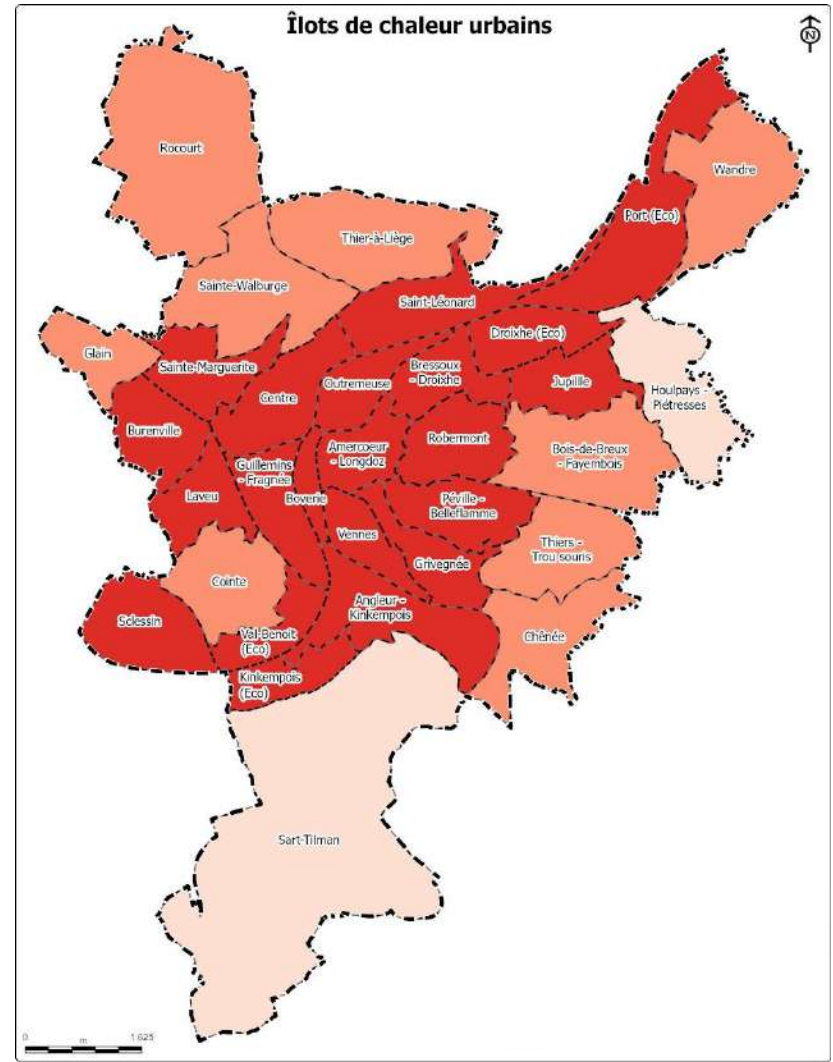 Îlots de chaleur urbains
N
Rocourt
Wandre
Port (Eco)
Thier-à-Liège
Sainte-Walburge
Saint-Léonard
Droixhe (Eco)
Glain
Sainte-Marguerite
Bressoux
- Droixhe
Jupille
Outremeuse
Centre
Houlpays -
Piétresses
Burenville
Robermont
Amercoeur
- Longdoz
Bois-de-Breux
- Fayembois
Guillemins
- Fragnée
Laveu
Boverie
Péville -
Belleflamme
Vennes
Thiers -
Trou souris
Grivegnée
Cointe
Angleur -
Kinkempois
Sclessin
Val-Benoit
(Eco)
Chênée
Kinkempois
(Eco)
Sart-Tilman
0 m 1.625